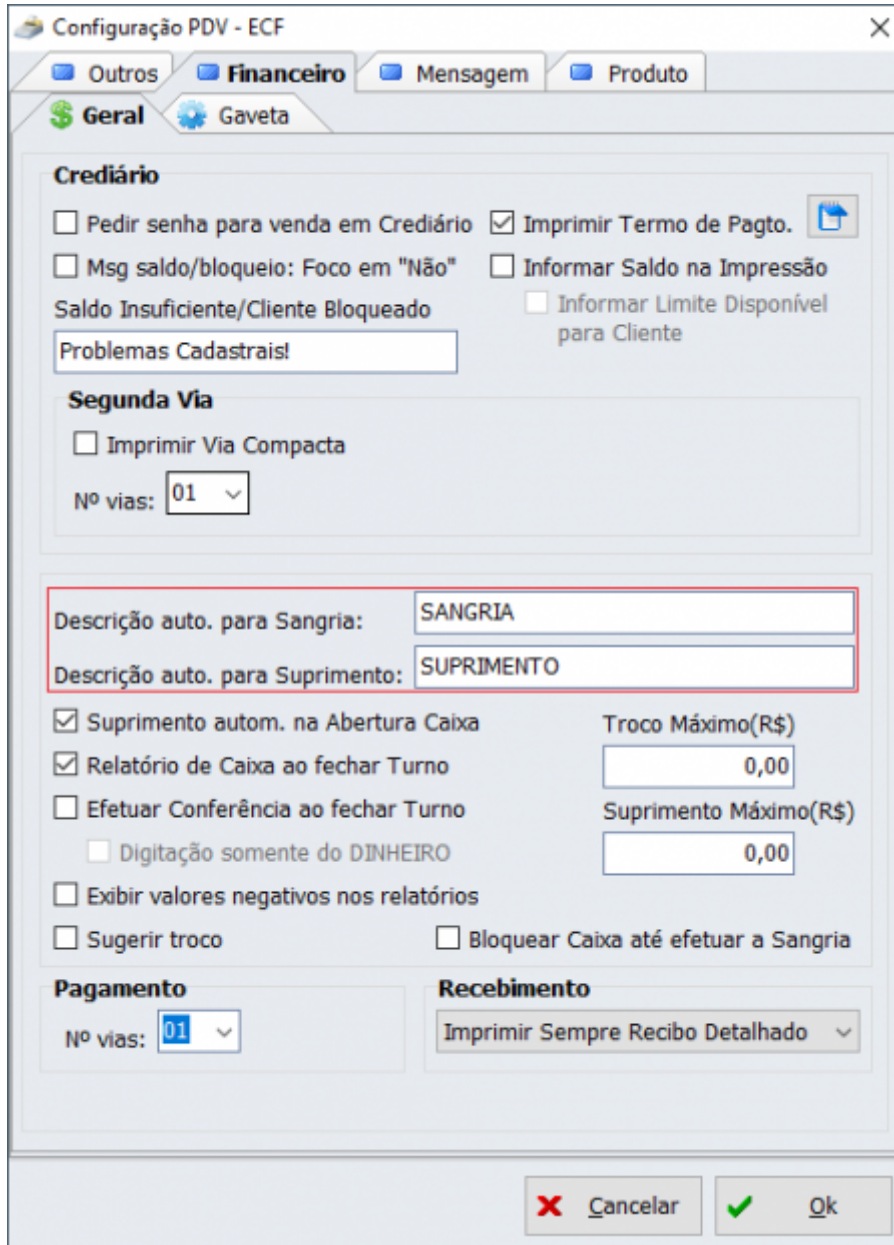 Configuração PDV - ECF
Outros Financeiro Mensagem Produto
Geral Gaveta
Crediário
Pedir senha para venda em Crediário Imprimir Termo de Pagto.
Msg saldo/bloqueio: Foco em "Não" Informar Saldo na Impressão
Saldo Insuficiente/Cliente Bloqueado
Informar Limite Disponível
para Cliente
Problemas Cadastrais!
Segunda Via
Imprimir Via Compacta
Nº vias: 01
Descrição auto. para Sangria: SANGRIA
Descrição auto. para Suprimento: SUPRIMENTO
Suprimento autom. na Abertura Caixa Troco Máximo(R$)
Relatório de Caixa ao fechar Turno 0,00
Efetuar Conferência ao fechar Turno Suprimento Máximo(R$)
Digitação somente do DINHEIRO 0,00
Exibir valores negativos nos relatórios
Sugerir troco Bloquear Caixa até efetuar a Sangria
Pagamento Recebimento
Nº vias: 01 Imprimir Sempre Recibo Detalhado
Cancelar Ok